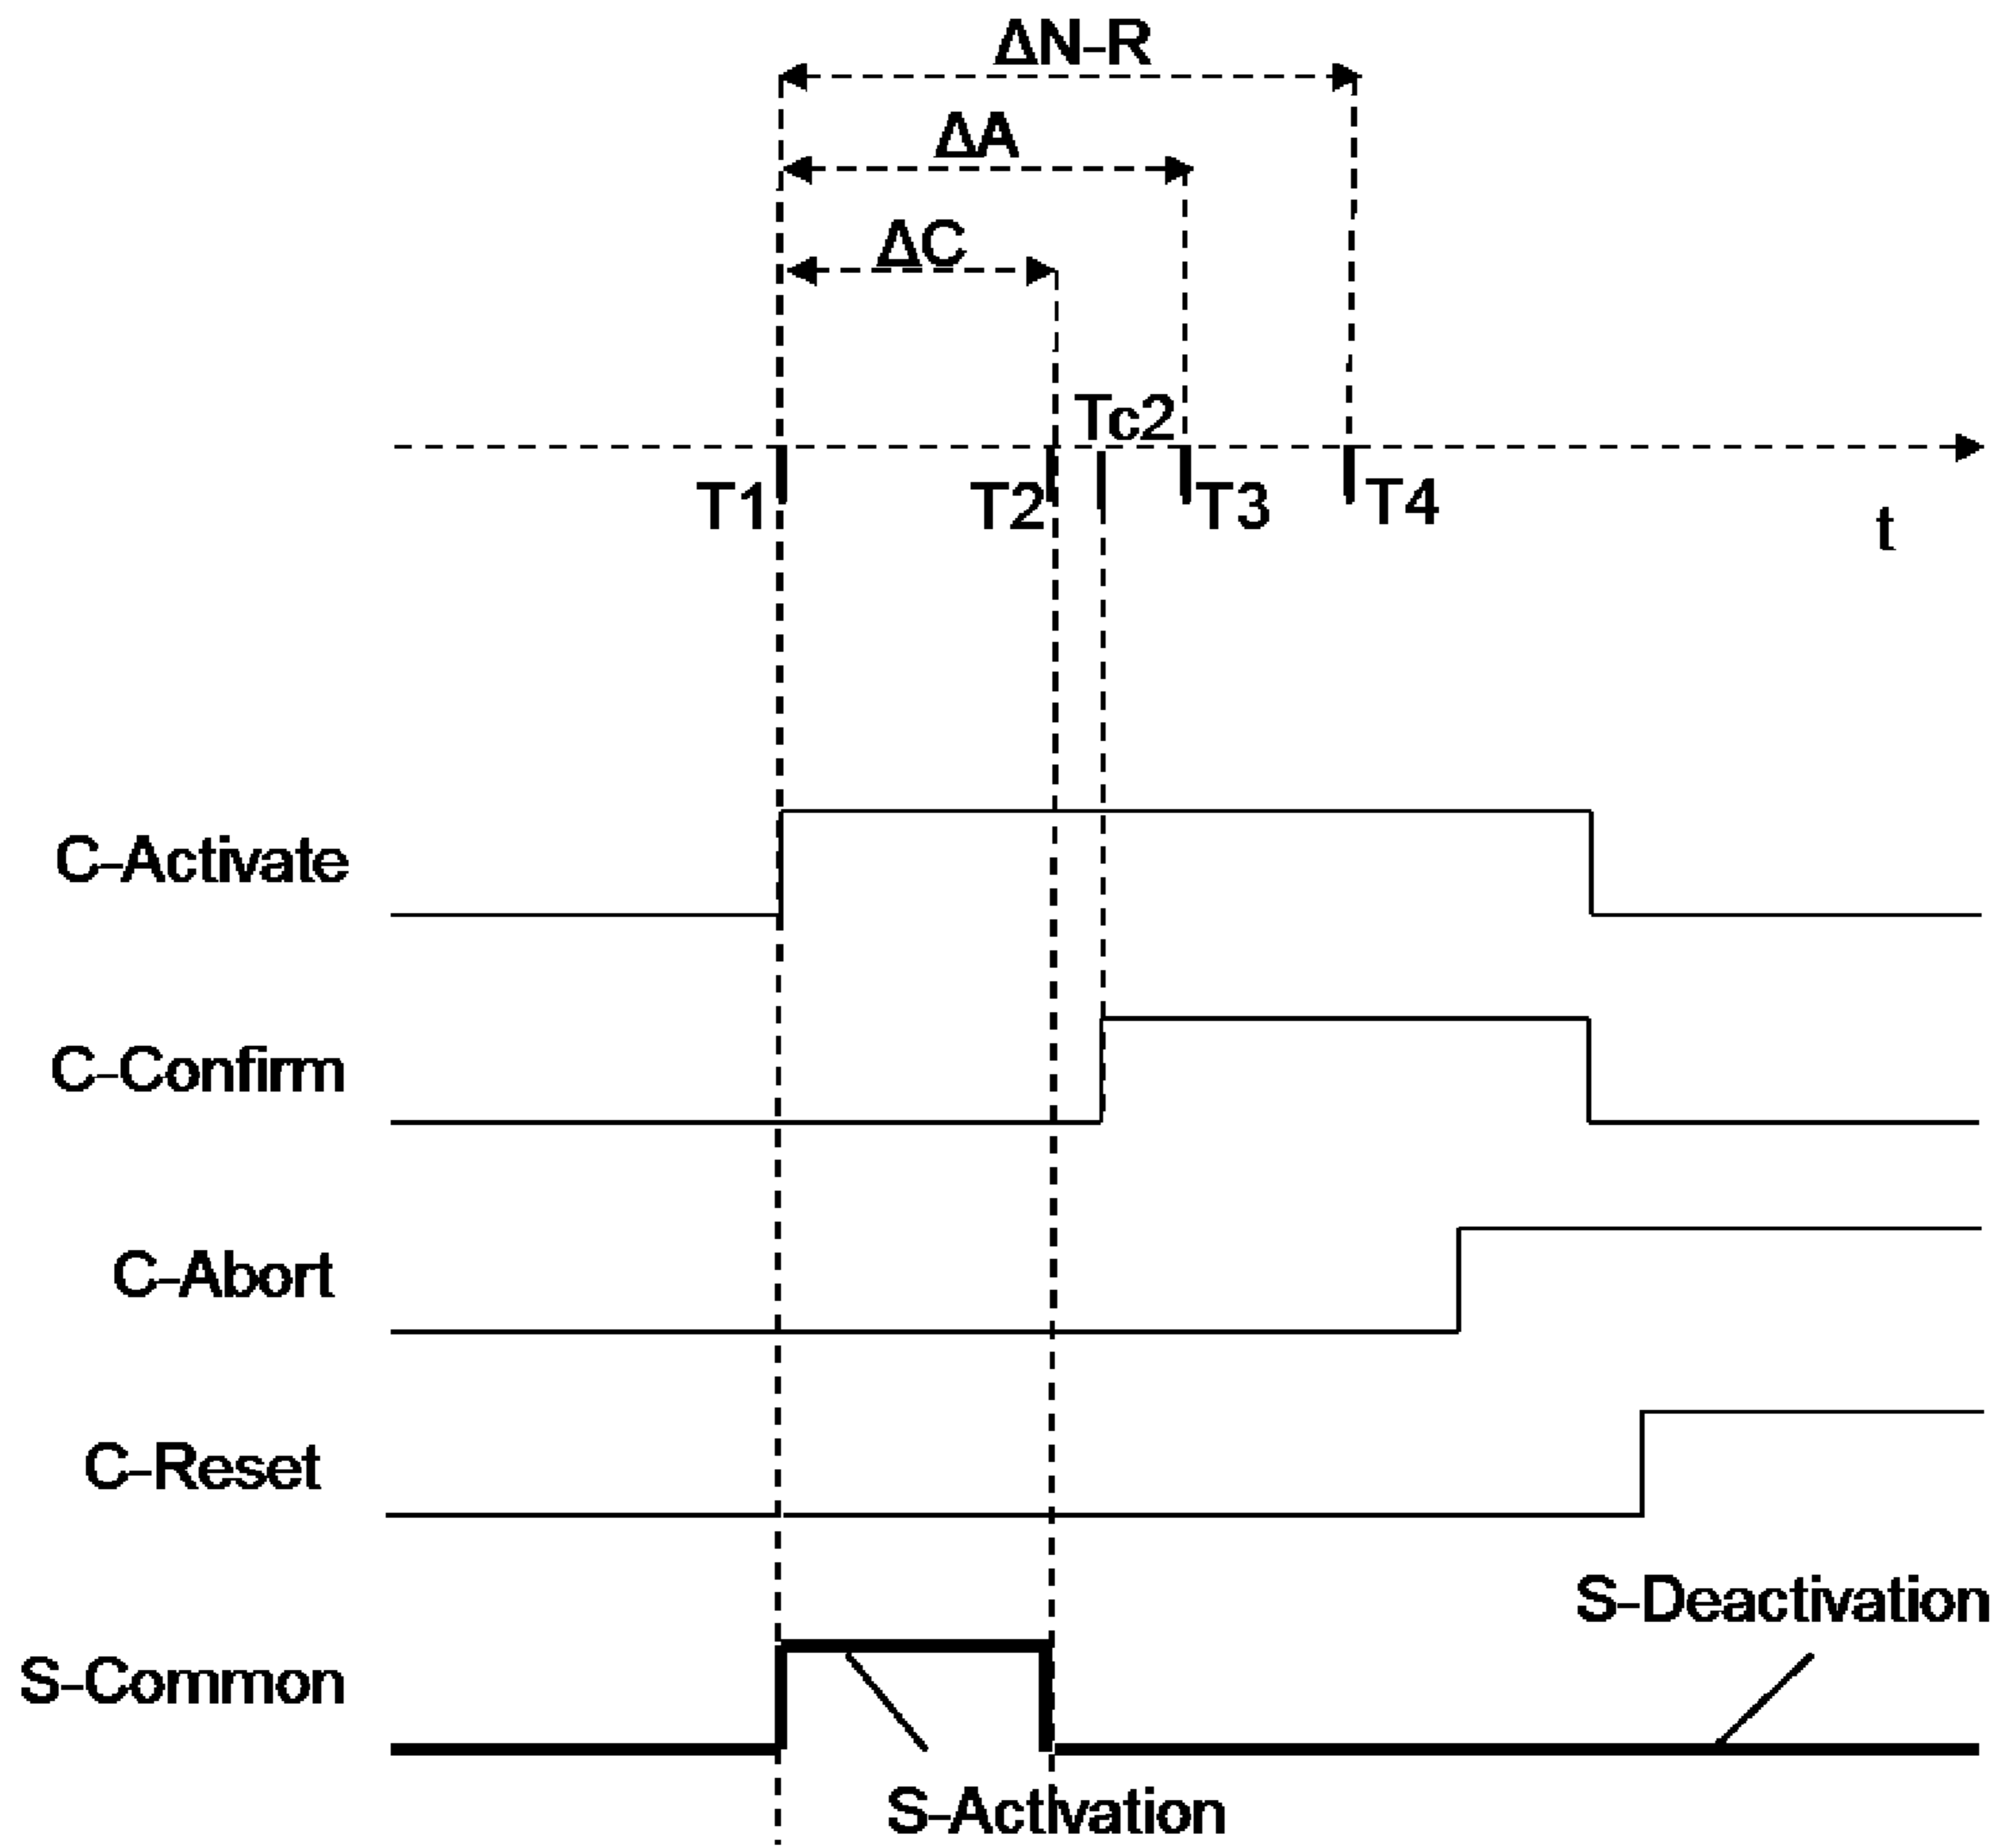 ΔN-R
ΔA
ΔC
Tc2
T1
T2
T3
T4
t
C-Activate
C-Confirm
C-Abort
C-Reset
S-Deactivation
S-Common
S-Activation